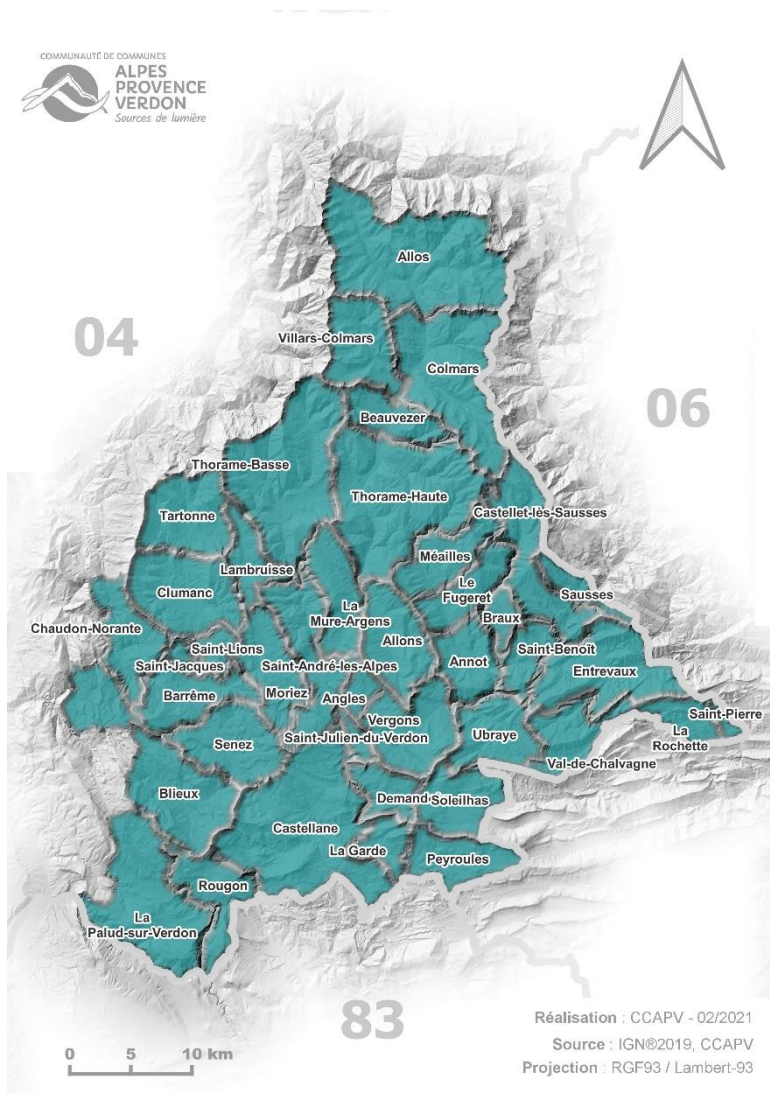 COMMUNAUTÉ DE COMMUNES
ALPES
PROVENCE
VERDON
Sources de lumière
Allos
04
Villars-Colmars
Colmars
06
Beauvezer
Thorame-Basse
Thorame-Haute
Castellet-lès-Sausses
Tartonne
Méailles
Lambruisse
Le
Fugeret
Sausses
Clumanc
La
Mure-Argens
Braux
Chaudon-Norante
Allons
Saint-Lions
Saint-Benoît
Saint-Jacques
Saint-André-les-Alpes
Annot
Entrevaux
Barrême
Moriez
Angles
Saint-Pierre
Vergons
La
Rochette
Senez
Saint-Julien-du-Verdon
Ubraye
Val-de-Chalvagne
Blieux
Demand
Soleilhas
Castellane
La Garde
Peyroules
Rougon
La
Palud-sur-Verdon
83
Réalisation : CCAPV - 02/2021
Source : IGN®2019, CCAPV
Projection : RGF93 / Lambert-93
0 5 10 km